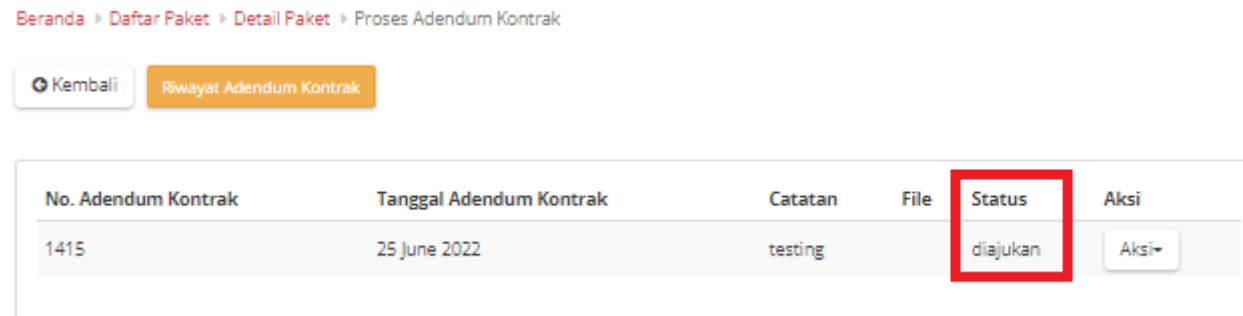 Beranda Daftar Paket Detail Paket Proses Adendum Kontrak
Kembali Riwayat Adendum Kontrak
No. Adendum Kontrak Tanggal Adendum Kontrak Catatan File Status Aksi
1415 25 June 2022 testing diajukan Aksi